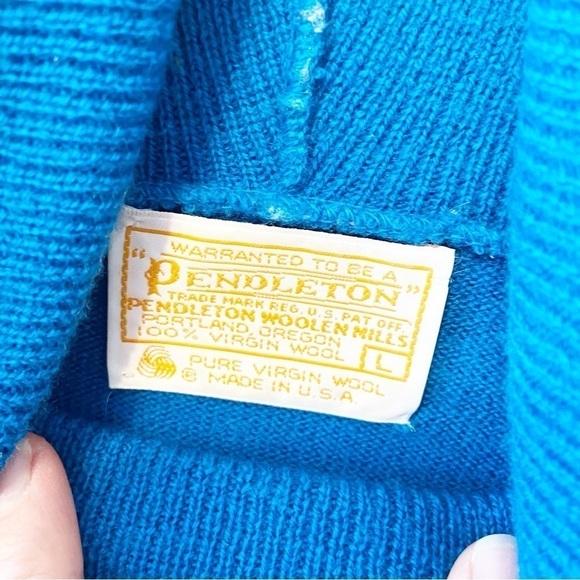 WARRANTED TO BE A
"PENDLETON"
TRADE MARK REG. U.S. PAT. OFF.
PENDLETON WOOLEN MILLS
PORTLAND, OREGON
100% VIRGIN WOOL
L
PURE VIRGIN WOOL
© MADE IN U.S.A.